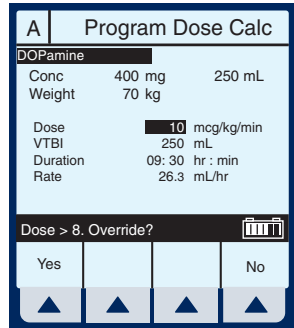 A Program Dose Calc
DOPamine
Conc 400 mg 250 mL
Weight 70 kg
Dose 10 mcg/kg/min
VTBI 250 mL
Duration 09: 30 hr : min
Rate 26.3 mL/hr
Dose > 8. Override?
Yes No